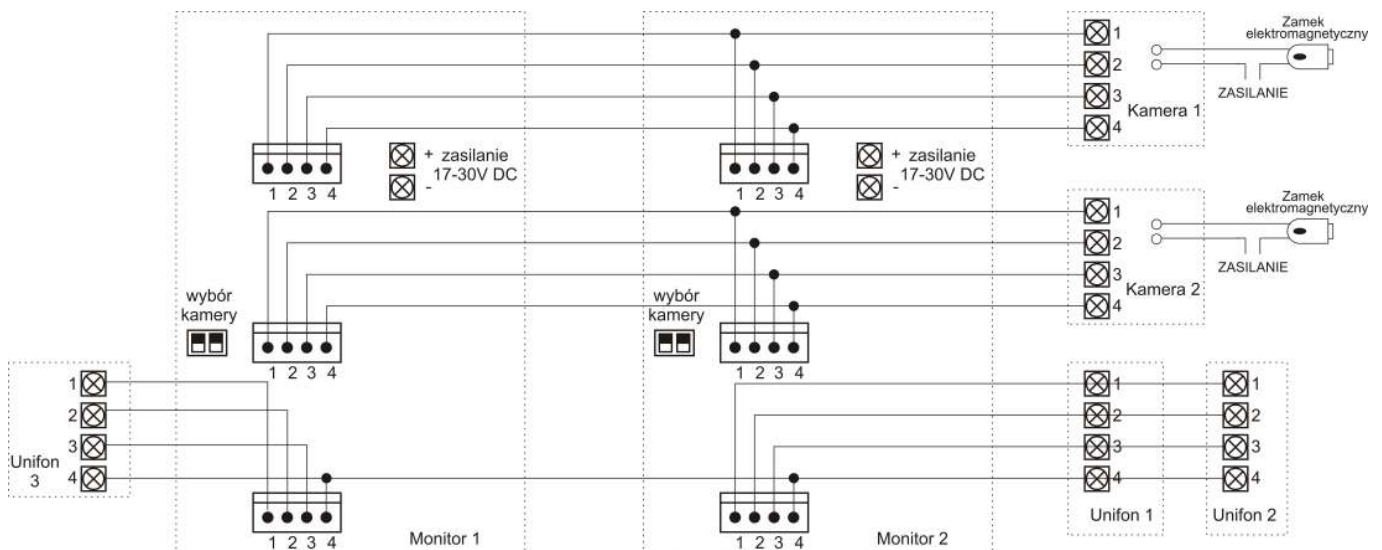 1
2
3
4
Kamera 1
Zamek
elektromagnetyczny
ZASILANIE
+ zasilanie
17-30V DC
-
1 2 3 4
+ zasilanie
17-30V DC
-
1 2 3 4
1
2
3
4
Kamera 2
Zamek
elektromagnetyczny
ZASILANIE
wybór
kamery
1 2 3 4
wybór
kamery
1 2 3 4
1
2
3
4
Unifon
3
1 2 3 4
Monitor 1
1 2 3 4
Monitor 2
1
2
3
4
Unifon 1
1
2
3
4
Unifon 2